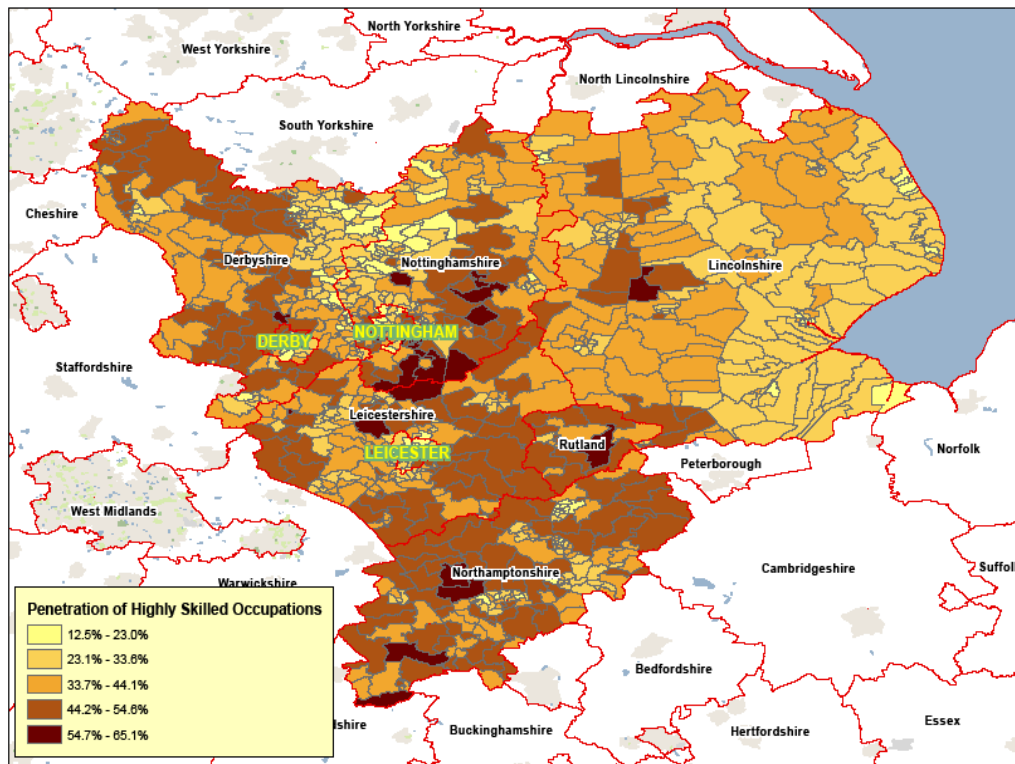 North Yorkshire
West Yorkshire
North Lincolnshire
South Yorkshire
Cheshire
Derbyshire
Nottinghamshire
Lincolnshire
DERBY
NOTTINGHAM
Staffordshire
Leicestershire
Rutland
LEICESTER
Peterborough
Norfolk
West Midlands
Warwickshire
Northamptonshire
Cambridgeshire
Suffol
Bedfordshire
dshire
Buckinghamshire
Hertfordshire
Essex
Penetration of Highly Skilled Occupations
12.5% - 23.0%
23.1% - 33.6%
33.7% - 44.1%
44.2% - 54.6%
54.7% - 65.1%